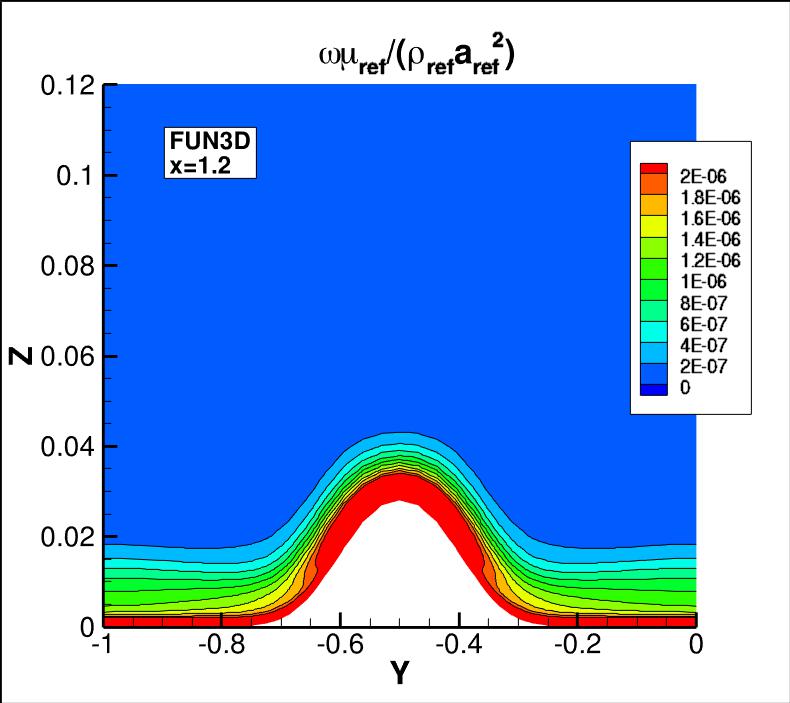 ωμref/(ρrefaref²)
0.12
FUN3D
x=1.2
0.1
0.08
Z
0.06
0.04
0.02
0
2E-06
1.8E-06
1.6E-06
1.4E-06
1.2E-06
1E-06
8E-07
6E-07
4E-07
2E-07
0
-1
-0.8
-0.6
-0.4
-0.2
0
Y